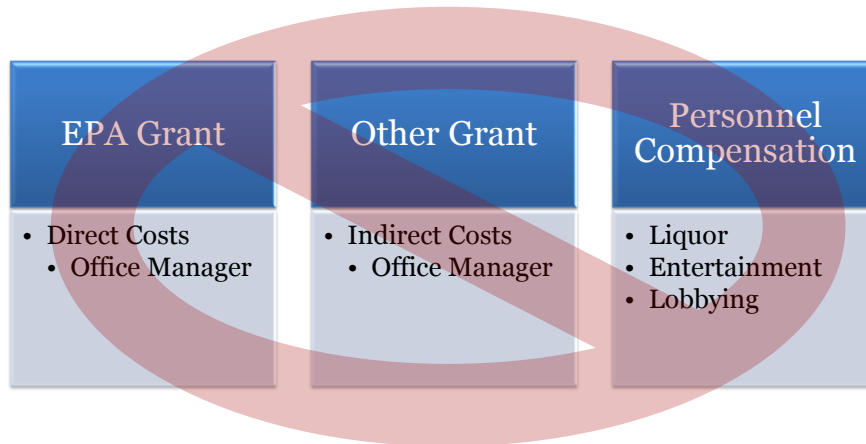 EPA Grant
• Direct Costs
• Office Manager
Other Grant
• Indirect Costs
• Office Manager
Personnel
Compensation
• Liquor
• Entertainment
• Lobbying